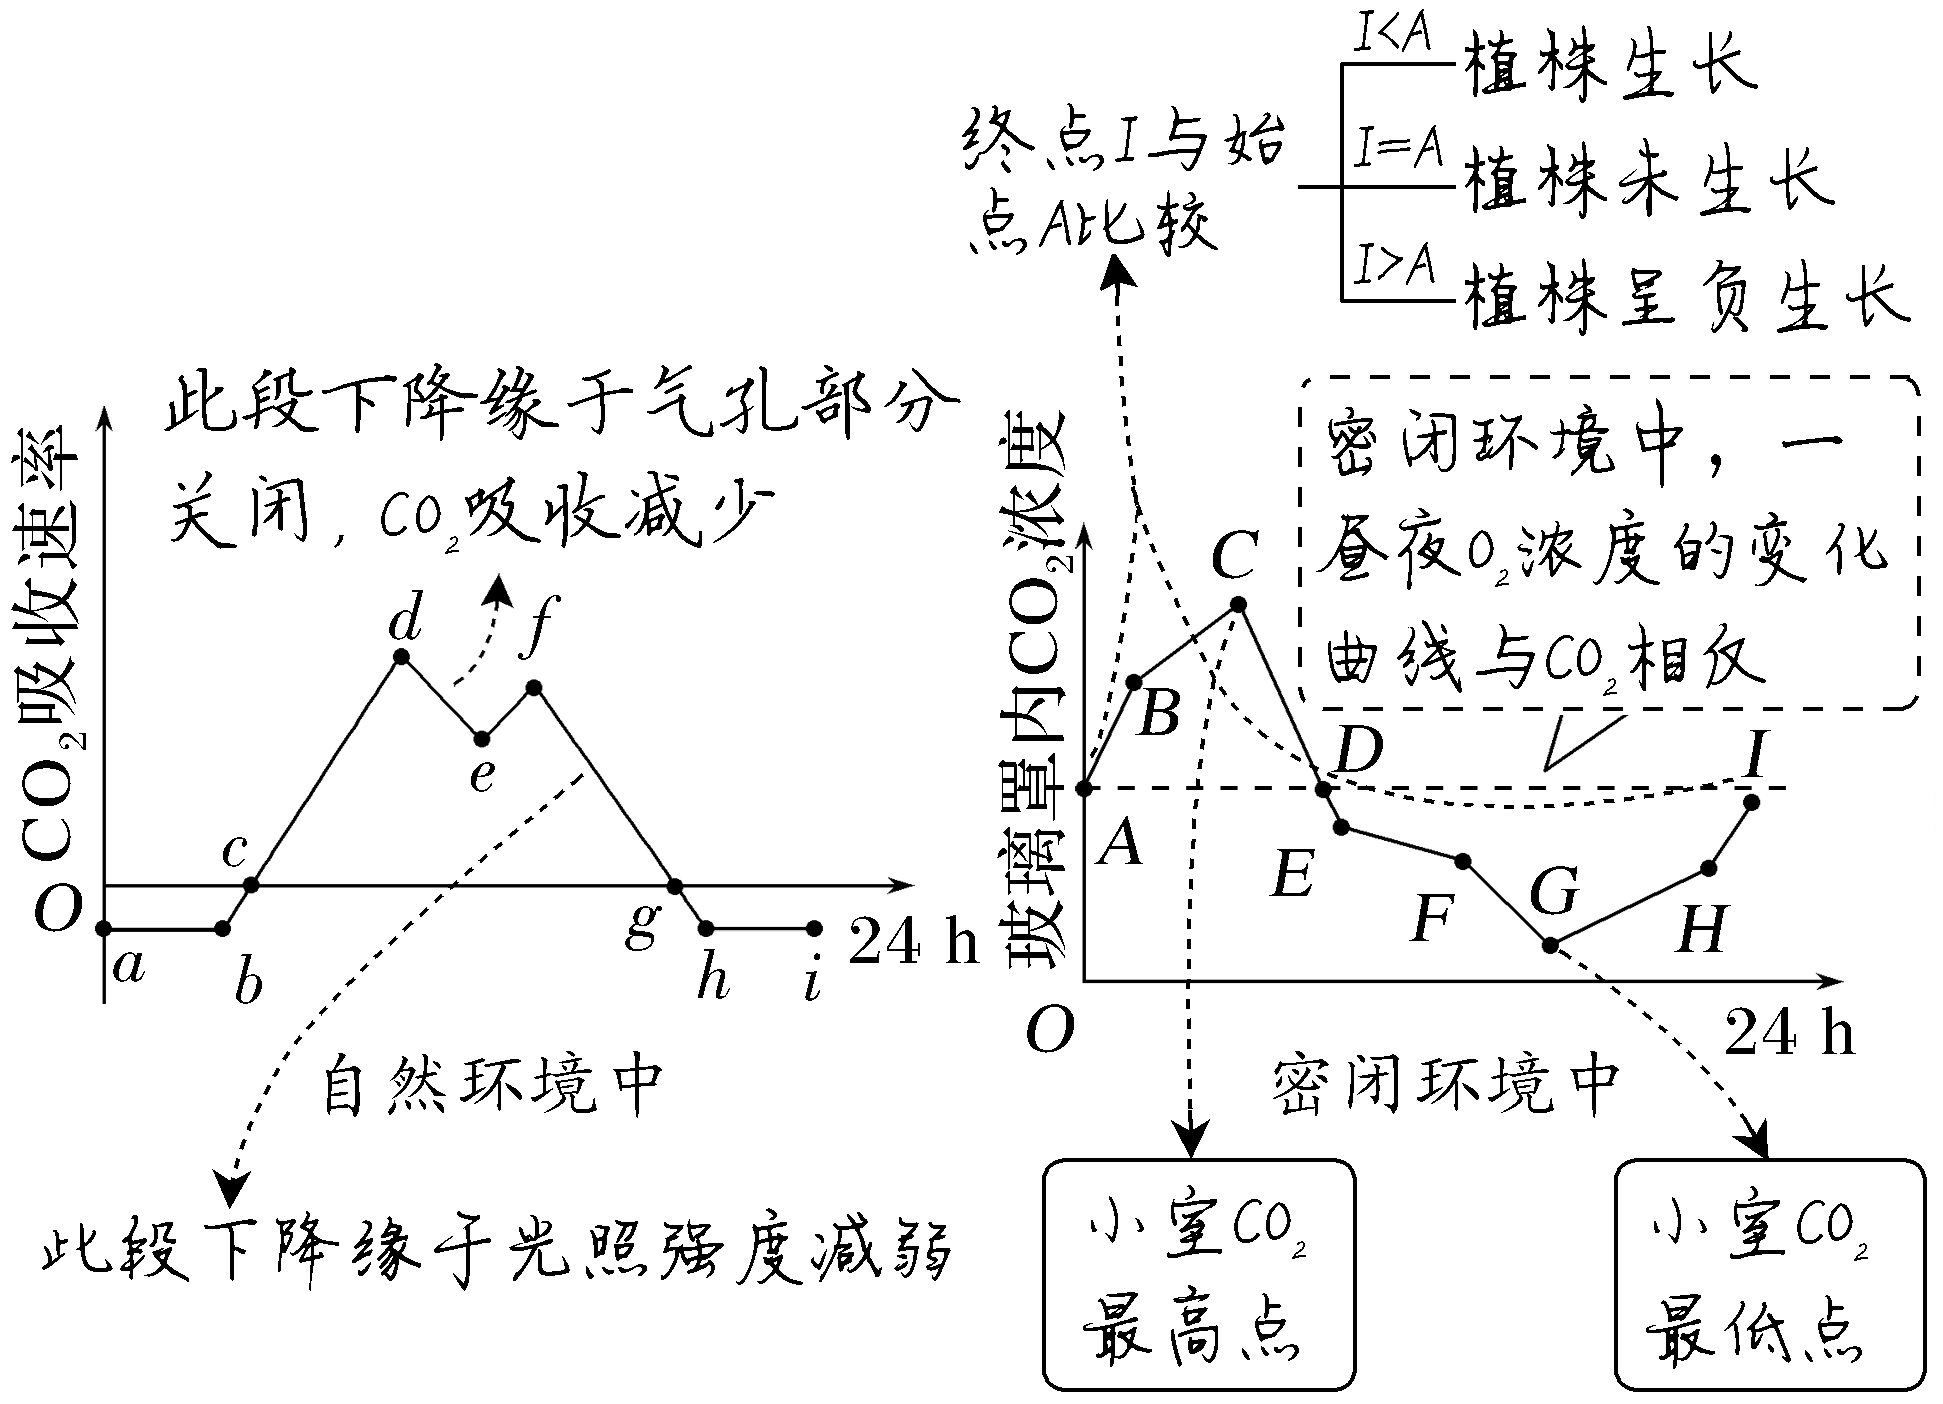 I<A
植株生长
终点I与始
点A比较
I=A
植株未生长
I>A
植株呈负生长
此段下降缘于气孔部分
关闭, CO₂吸收减少
CO₂吸收速率
d
f
e
c
O
a
b
g
h
i
24 h
自然环境中
此段下降缘于光照强度减弱
玻璃罩内CO₂浓度
密闭环境中, 一
昼夜O₂浓度的变化
曲线与CO₂相反
C
B
D
I
A
E
F
G
H
O
24 h
密闭环境中
小室CO₂
最高点
小室CO₂
最低点